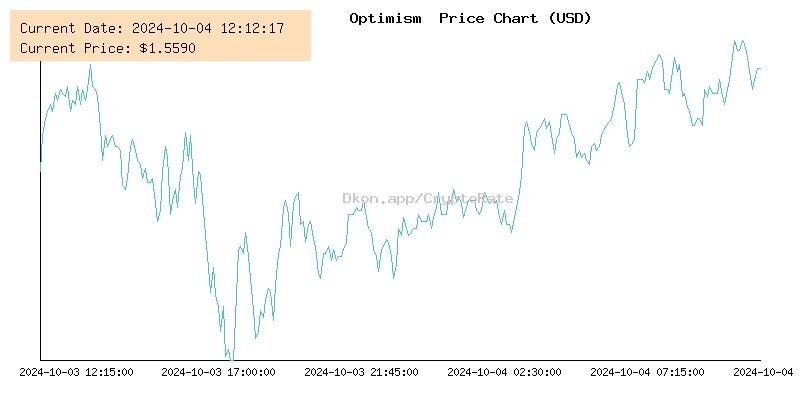 Optimism Price Chart (USD)
Current Date: 2024-10-04 12:12:17
Current Price: $1.5590
Dkon.app/CryptoRate
2024-10-03 12:15:00 2024-10-03 17:00:00 2024-10-03 21:45:00 2024-10-04 02:30:00 2024-10-04 07:15:00 2024-10-04